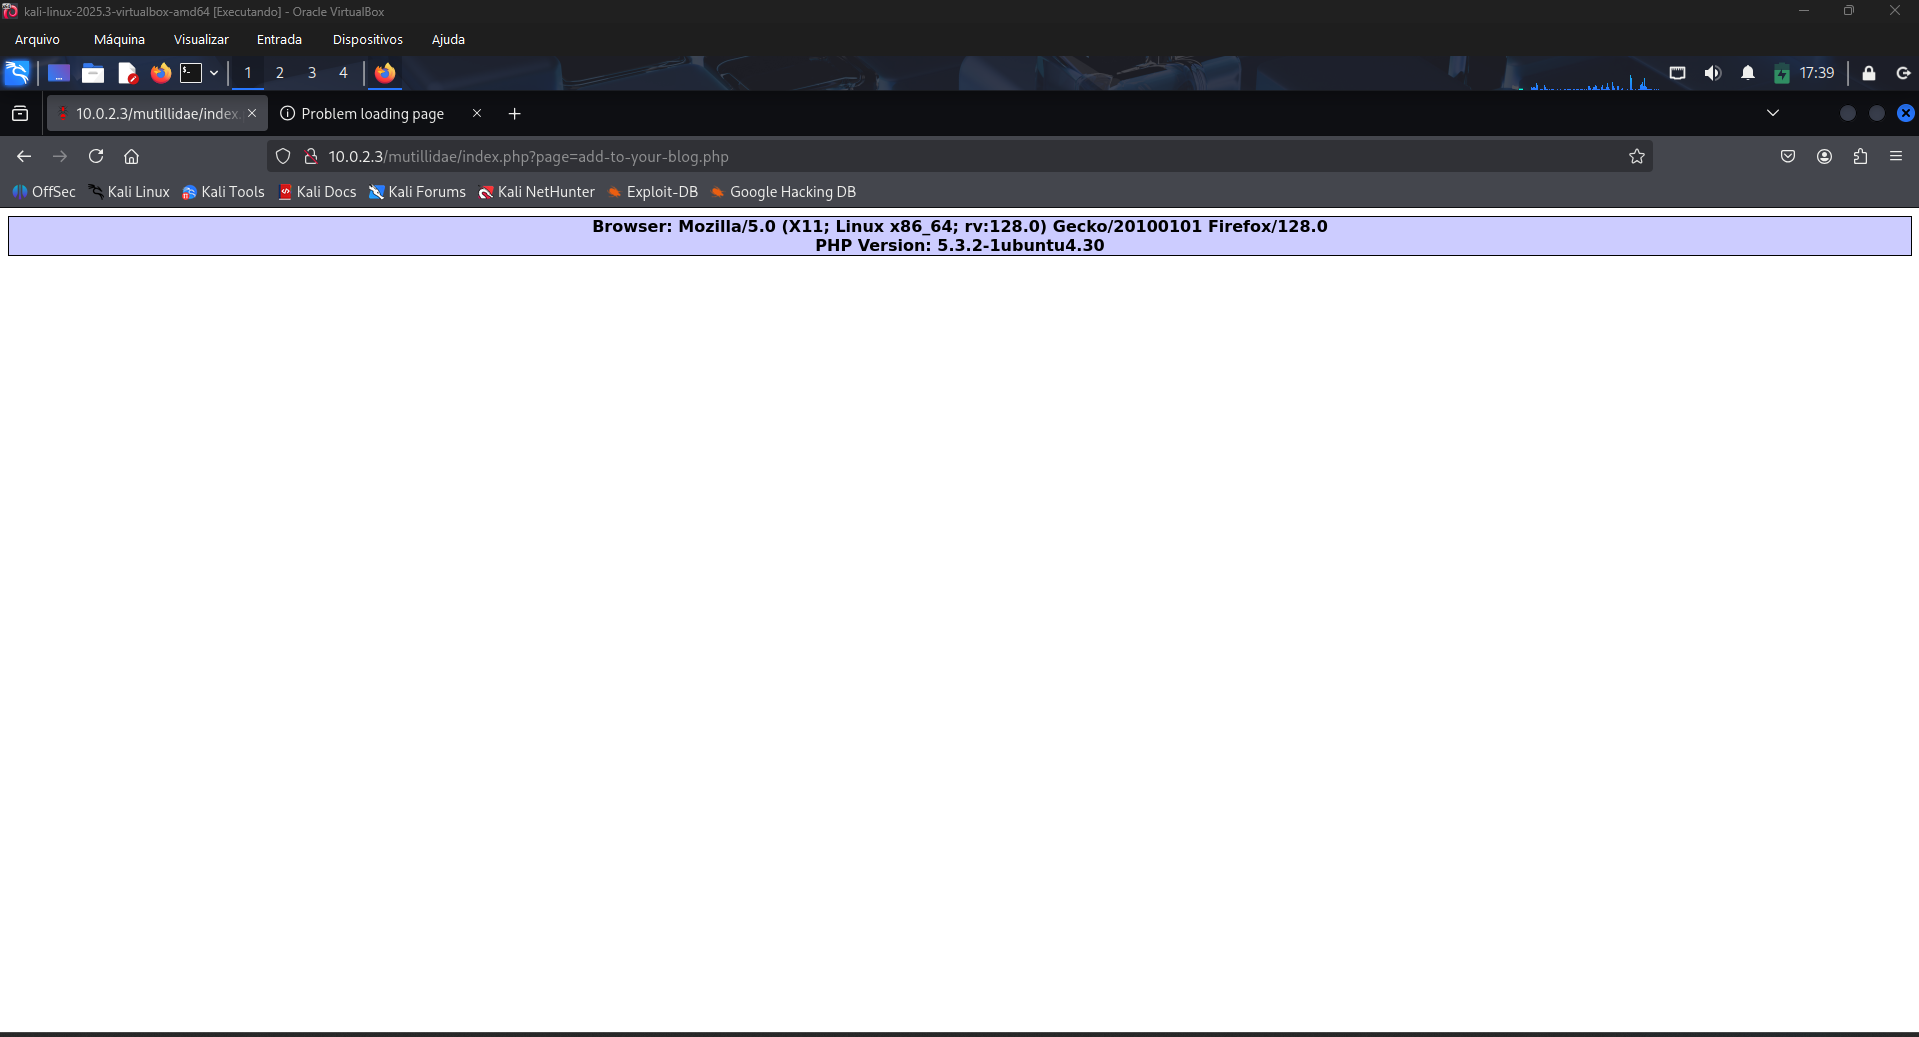 kali-linux-2025.3-virtualbox-amd64 [Executando] - Oracle VirtualBox
Arquivo Máquina Visualizar Entrada Dispositivos Ajuda
1 2 3 4 17:39
10.0.2.3/mutillidae/index. Problem loading page
10.0.2.3/mutillidae/index.php?page=add-to-your-blog.php
OffSec Kali Linux Kali Tools Kali Docs Kali Forums Kali NetHunter Exploit-DB Google Hacking DB
Browser: Mozilla/5.0 (X11; Linux x86_64; rv:128.0) Gecko/20100101 Firefox/128.0
PHP Version: 5.3.2-1ubuntu4.30